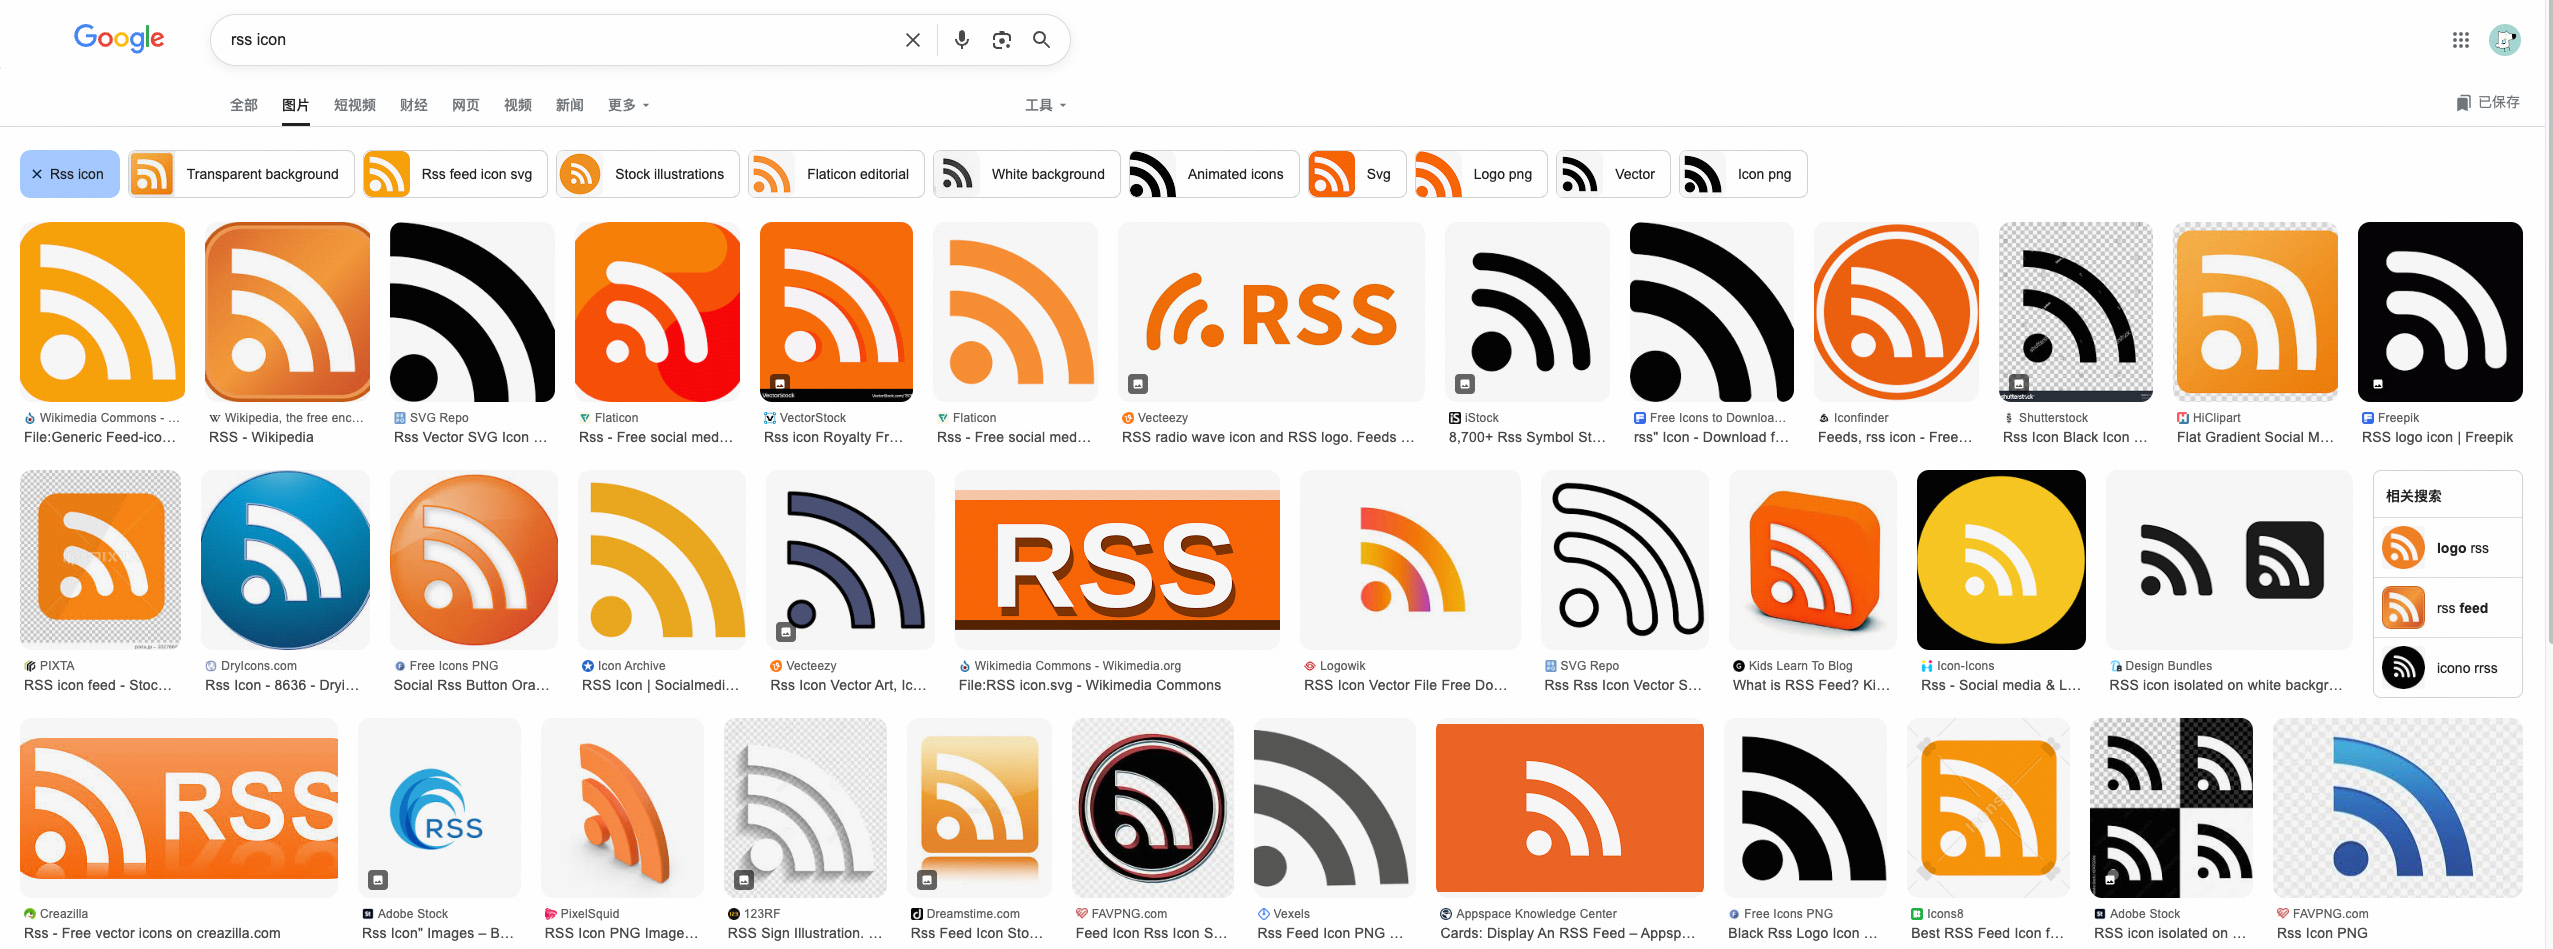 Google
rss icon
全部 图片 短视频 财经 网页 视频 新闻 更多 工具
已保存
Rss icon Transparent background Rss feed icon svg Stock illustrations Flaticon editorial White background Animated icons Svg Logo png Vector Icon png
RSS
VectorStock
shutterstock
Wikimedia Commons - ... Wikipedia, the free enc... SVG Repo Flaticon VectorStock Flaticon Vecteezy iStock Free Icons to Downloa... Iconfinder Shutterstock HiClipart Freepik
File:Generic Feed-ico... RSS - Wikipedia Rss Vector SVG Icon ... Rss - Free social med... Rss icon Royalty Fr... Rss - Free social med... RSS radio wave icon and RSS logo. Feeds ... 8,700+ Rss Symbol St... rss" Icon - Download f... Feeds, rss icon - Free... Rss Icon Black Icon ... Flat Gradient Social M... RSS logo icon | Freepik
RSS
相关搜索
logo rss
rss feed
icono rrss
PIXTA DryIcons.com Free Icons PNG Icon Archive Vecteezy Wikimedia Commons - Wikimedia.org Logowik SVG Repo Kids Learn To Blog Icon-Icons Design Bundles
RSS icon feed - Stoc... Rss Icon - 8636 - Dryi... Social Rss Button Ora... RSS Icon | Socialmedi... Rss Icon Vector Art, Ic... File:RSS icon.svg - Wikimedia Commons RSS Icon Vector File Free Do... Rss Rss Icon Vector S... What is RSS Feed? Ki... Rss - Social media & L... RSS icon isolated on white backgr...
RSS RSS
Creazilla Adobe Stock PixelSquid 123RF Dreamstime.com FAVPNG.com Vexels Appspace Knowledge Center Free Icons PNG Icons8 Adobe Stock FAVPNG.com
Rss - Free vector icons on creazilla.com Rss Icon" Images – B... RSS Icon PNG Image... RSS Sign Illustration. ... Rss Feed Icon Sto... Feed Icon Rss Icon S... Rss Feed Icon PNG ... Cards: Display An RSS Feed – Appsp... Black Rss Logo Icon ... Best RSS Feed Icon f... RSS icon isolated on ... Rss Icon PNG